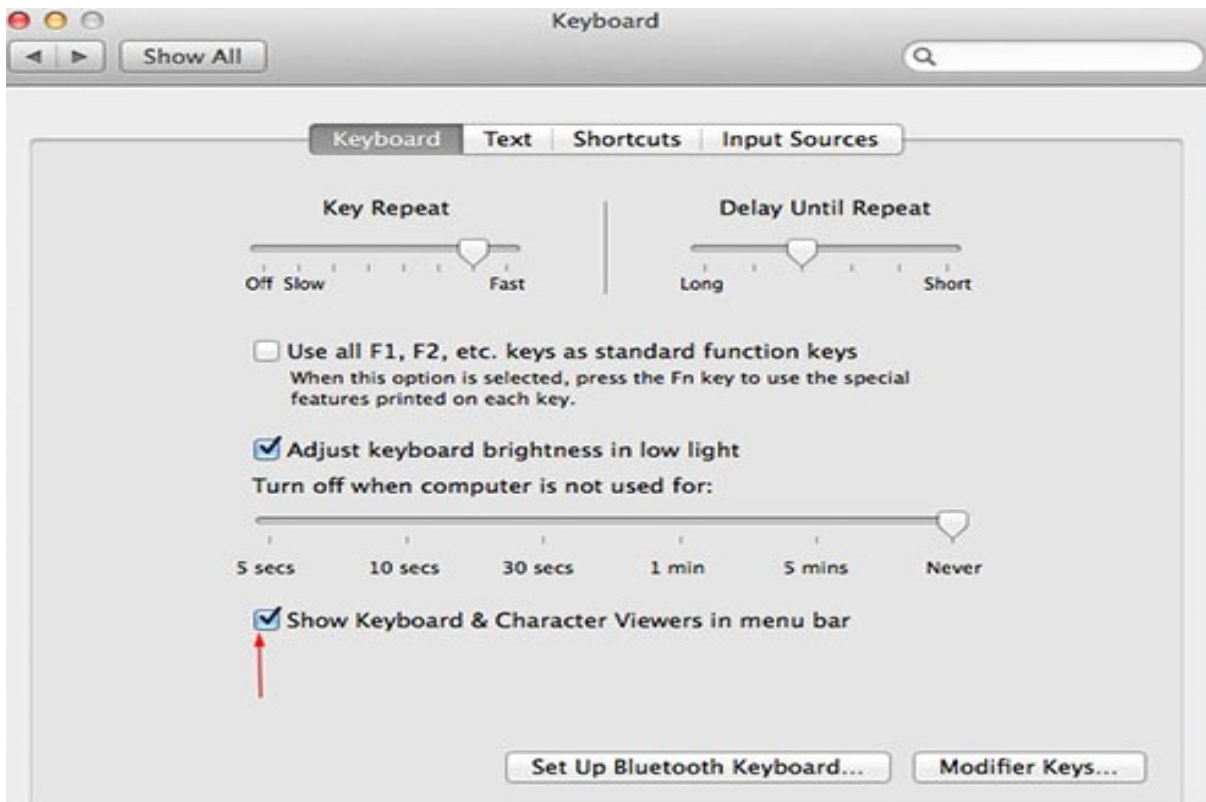 Keyboard
Show All
Keyboard Text Shortcuts Input Sources
Key Repeat Delay Until Repeat
Off Slow Fast Long Short
Use all F1, F2, etc. keys as standard function keys
When this option is selected, press the Fn key to use the special
features printed on each key.
Adjust keyboard brightness in low light
Turn off when computer is not used for:
5 secs 10 secs 30 secs 1 min 5 mins Never
Show Keyboard & Character Viewers in menu bar
Set Up Bluetooth Keyboard... Modifier Keys...